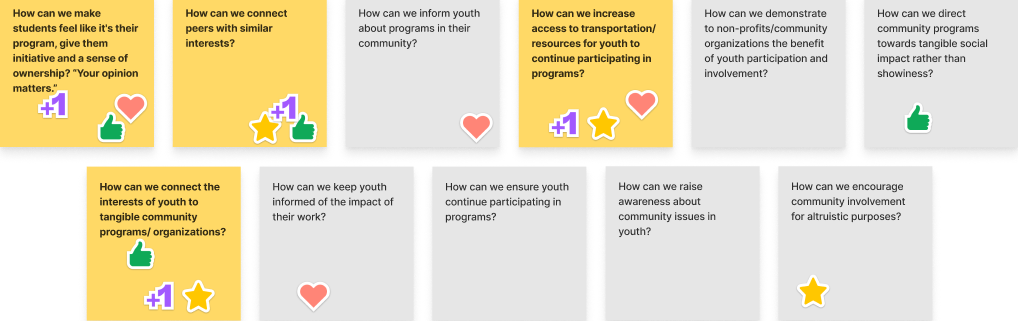 How can we make
students feel like it's their
program, give them
initiative and a sense of
ownership? "Your opinion
matters."
+1
How can we connect
peers with similar
interests?
+1
How can we inform youth
about programs in their
community?
How can we increase
access to transportation/
resources for youth to
continue participating in
programs?
+1
How can we demonstrate
to non-profits/community
organizations the benefit
of youth participation and
involvement?
How can we direct
community programs
towards tangible social
impact rather than
showiness?
How can we connect the
interests of youth to
tangible community
programs/ organizations?
+1
How can we keep youth
informed of the impact of
their work?
How can we ensure youth
continue participating in
programs?
How can we raise
awareness about
community issues in
youth?
How can we encourage
community involvement
for altruistic purposes?